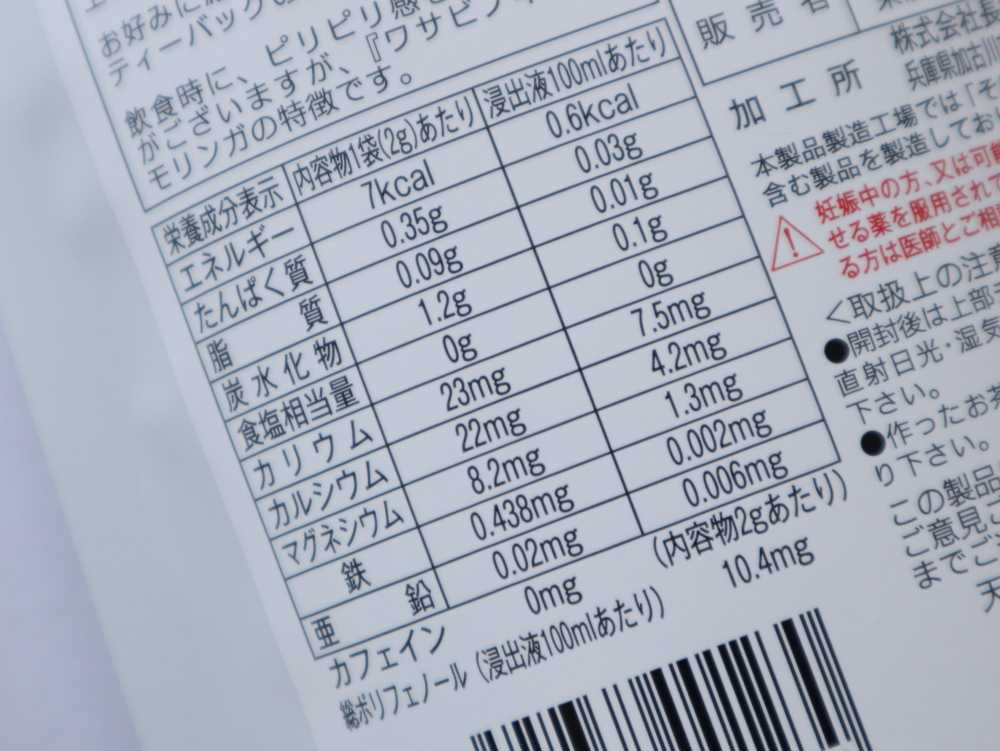 お好みに
ティーバッグの
飲食時に、ピリピリ感
がございますが、『ワサビノキ
モリンガの特徴です。
栄養成分表示 内容物1袋(2g)あたり 浸出液100mlあたり
エネルギー 7kcal 0.6kcal
たんぱく質 0.35g 0.03g
脂質 0.09g 0.01g
炭水化物 1.2g 0.1g
食塩相当量 0g 0g
カリウム 23mg 7.5mg
カルシウム 22mg 4.2mg
マグネシウム 8.2mg 1.3mg
鉄 0.438mg 0.002mg
亜鉛 0.02mg 0.006mg
カフェイン 0mg (内容物2gあたり)
総ポリフェノール (浸出液100mlあたり) 10.4mg
販売者
株式会社長
加工所 兵庫県加古川
本製品製造工場では「そ
含む製品を製造してお
妊娠中の方、又は可能
せる薬を服用されて
る方は医師とご相
<取扱上の注意
●開封後は上部
直射日光・湿気
下さい。
●作ったお茶
り下さい。
この製品
ご意見
までご
天